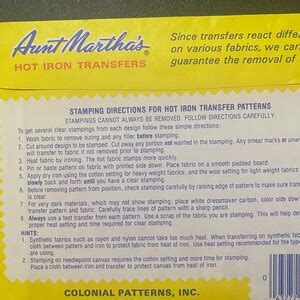 Aunt Martha's®
HOT IRON TRANSFERS
Since transfers react diffe
on various fabrics, we can
guarantee the removal of
STAMPING DIRECTIONS FOR HOT IRON TRANSFER PATTERNS
STAMPINGS CANNOT ALWAYS BE REMOVED. FOLLOW DIRECTIONS CAREFULLY.
To get several clear stampings from each design follow these simple directions:
1. Wash fabric to remove sizing and any filler before stamping.
2. Cut around design to be stamped. Cut away any portion not wanted in the stamping. Any smear marks or unw
will transfer to fabric if not removed prior to stamping.
3. Heat fabric by ironing. The hot fabric stamps more quickly.
4. Pin or baste pattern on fabric with printed side down. Place fabric on a smooth padded board.
5. Apply dry iron using the cotton setting for heavy weight fabrics, and the wool setting for light weight fabrics
slowly back and forth until you have a clear stamping.
6. Before removing pattern from position, check stamping carefully by raising edge of pattern to make sure tra
is clear.
7. For very dark materials, which may not show stamping, place white dressmaker carbon, color side dow
transfer pattern and fabric. Carefully trace lines of pattern with a sharp pencil.
8. Always use a test transfer from each pattern. Use a scrap of the fabric you are stamping. This will help de
proper heat setting and time required for clear stamping.
HINTS:
1. Synthetic fabrics such as rayon and nylon cannot take too much heat. When transferring on synthetic fab
cloth between pattern and iron to protect fabric from heat of iron. Use heat setting recommended for the type
are using.
2. Stamping on needlepoint canvas requires the cotton setting and more time for stamping.
Place a cloth between iron and transfer to protect canvas from heat of iron.
COLONIAL PATTERNS, INC.
0